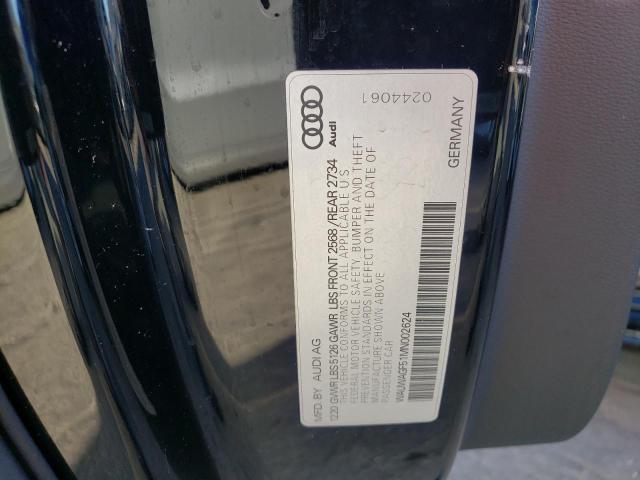 Audi
0244061
MFD. BY AUDI AG
GERMANY
12.20 GVWR LBS 5126 GAWR LBS FRONT 2568 / REAR 2734
THIS VEHICLE CONFORMS TO ALL APPLICABLE U.S.
FEDERAL MOTOR VEHICLE SAFETY, BUMPER AND THEFT
PREVENTION STANDARDS IN EFFECT ON THE DATE OF
MANUFACTURE SHOWN ABOVE
PASSENGER CAR
WAUWAGF51MN002624